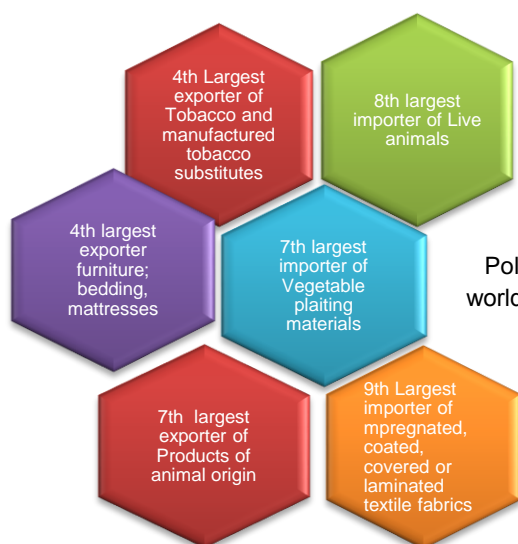 4th Largest
exporter of
Tobacco and
manufactured
tobacco
substitutes
8th largest
importer of Live
animals
4th largest
exporter
furniture;
bedding,
mattresses
7th largest
importer of
Vegetable
plaiting
materials
7th largest
exporter of
Products of
animal origin
9th Largest
importer of
mpregnated,
coated,
covered or
laminated
textile fabrics